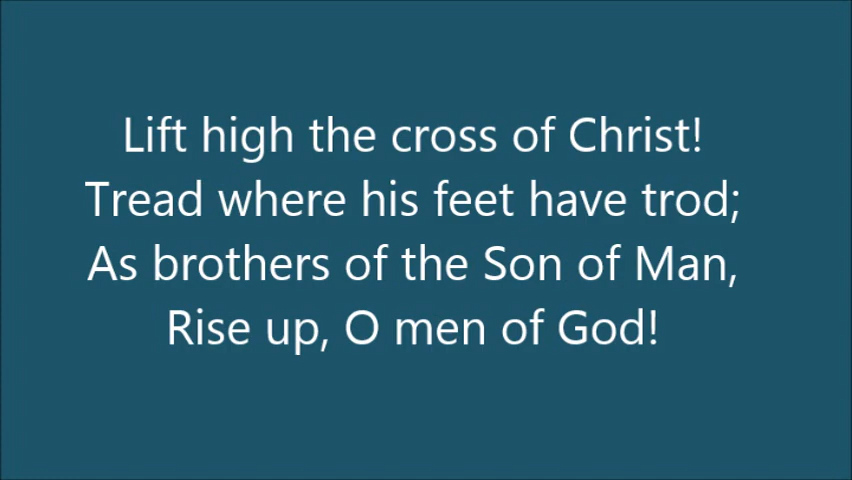 Lift high the cross of Christ!
Tread where his feet have trod;
As brothers of the Son of Man,
Rise up, O men of God!